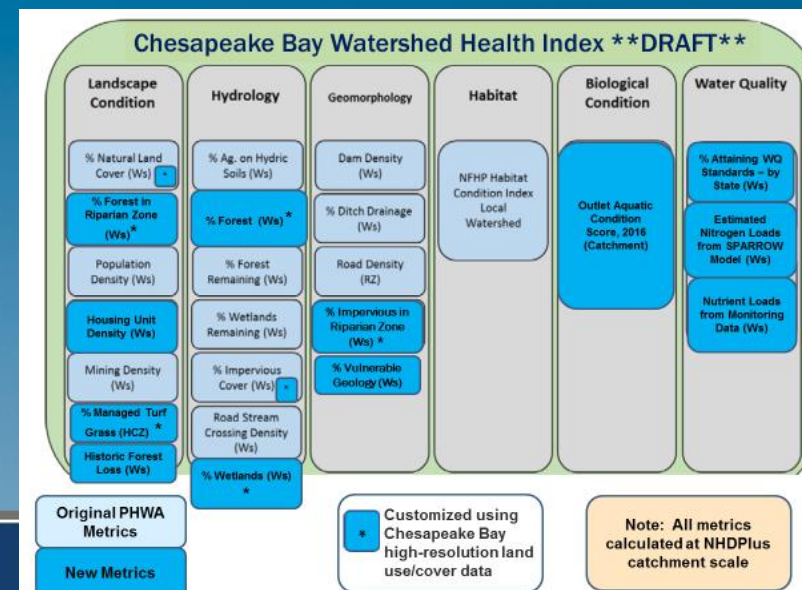 Chesapeake Bay Watershed Health Index **DRAFT**
Landscape
Condition
% Natural Land
Cover (Ws) *
% Forest in
Riparian Zone
(Ws) *
Population
Density (Ws)
Housing Unit
Density (Ws)
Mining Density
(Ws)
% Managed Turf
Grass (HCZ) *
Historic Forest
Loss (Ws)
Hydrology
% Ag. on Hydric
Soils (Ws)
% Forest (Ws) *
% Forest
Remaining (Ws)
% Wetlands
Remaining (Ws)
% Impervious
Cover (Ws) *
Road Stream
Crossing Density
(Ws)
% Wetlands (Ws)
*
Geomorphology
Dam Density
(Ws)
% Ditch Drainage
(Ws)
Road Density
(RZ)
% Impervious in
Riparian Zone
(Ws) *
% Vulnerable
Geology (Ws)
Habitat
NFHP Habitat
Condition Index
Local
Watershed
Biological
Condition
Outlet Aquatic
Condition
Score, 2016
(Catchment)
Water Quality
% Attaining WQ
Standards – by
State (Ws)
Estimated
Nitrogen Loads
from SPARROW
Model (Ws)
Nutrient Loads
from Monitoring
Data (Ws)
Original PHWA
Metrics
New Metrics
*
Customized using
Chesapeake Bay
high-resolution land
use/cover data
Note: All metrics
calculated at NHDPlus
catchment scale